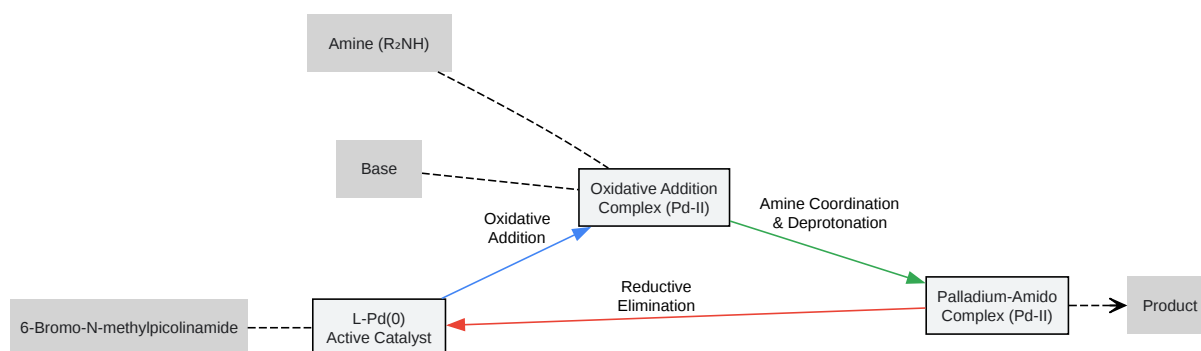 Amine (R₂NH)
Base
Oxidative Addition
Complex (Pd-II)
Amine Coordination
& Deprotonation
Oxidative
Addition
Reductive
Elimination
Palladium-Amido
Complex (Pd-II)
Product
6-Bromo-N-methylpicolinamide
L-Pd(0)
Active Catalyst